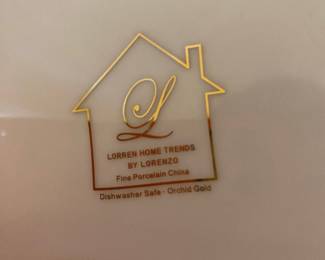 L
LORREN HOME TRENDS
BY LORENZO
Fine Porcelain China
Dishwasher Safe - Orchid Gold